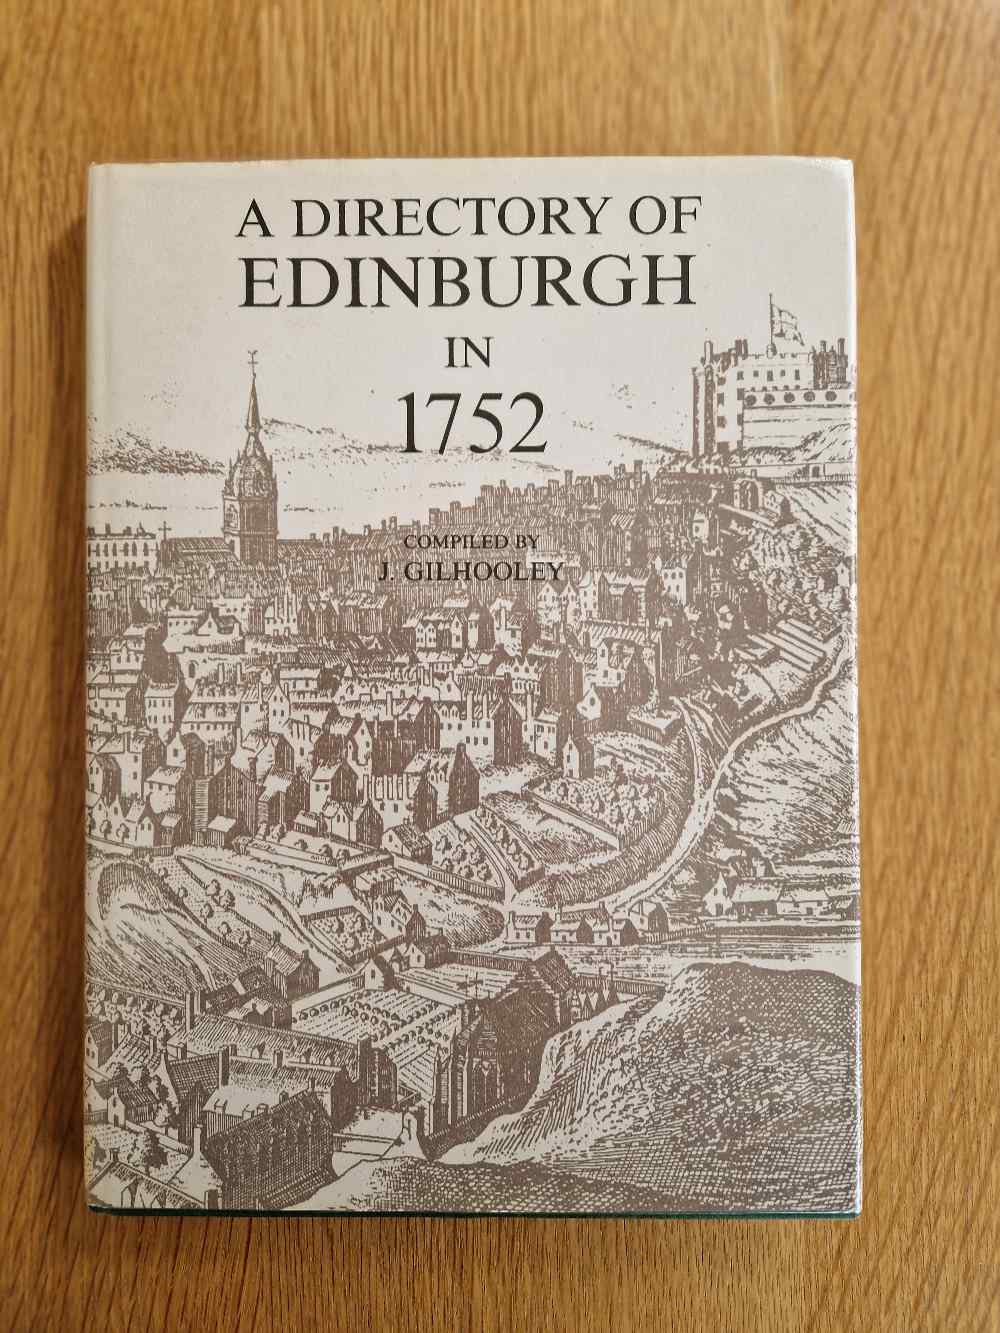 A DIRECTORY OF
EDINBURGH
IN
1752
COMPILED BY
J. GILHOOLEY